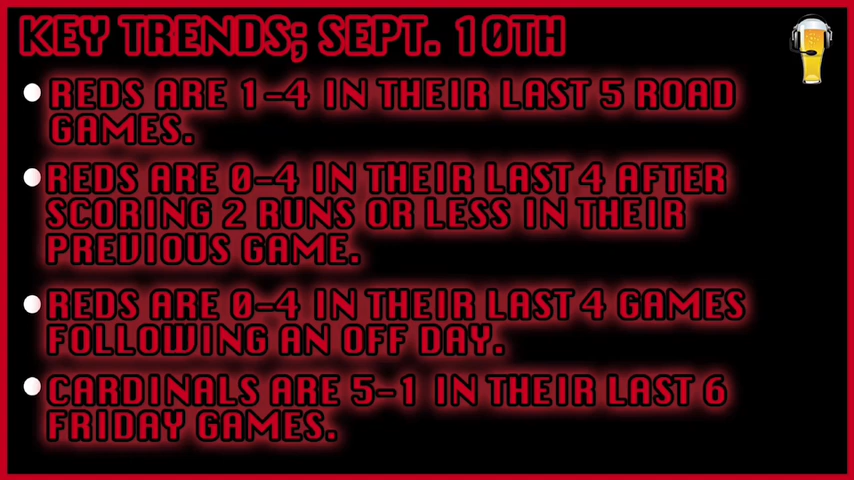 KEY TRENDS; SEPT. 10TH
REDS ARE 1-4 IN THEIR LAST 5 ROAD
GAMES.
REDS ARE 0-4 IN THEIR LAST 4 AFTER
SCORING 2 RUNS OR LESS IN THEIR
PREVIOUS GAME.
REDS ARE 0-4 IN THEIR LAST 4 GAMES
FOLLOWING AN OFF DAY.
CARDINALS ARE 5-1 IN THEIR LAST 6
FRIDAY GAMES.